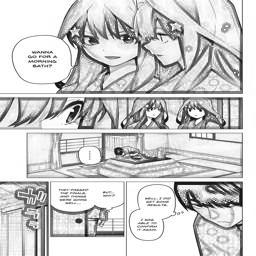 WANNA
GO FOR A
MORNING
BATH?
THEY PASSED
THE FINALS,
AND THINGS
WERE GOING
WELL...
BUT...
WHY?
WELL, I DID GET
SOME
RESULTS.
I WAS
ABLE TO
CONFIRM
IT AGAIN.